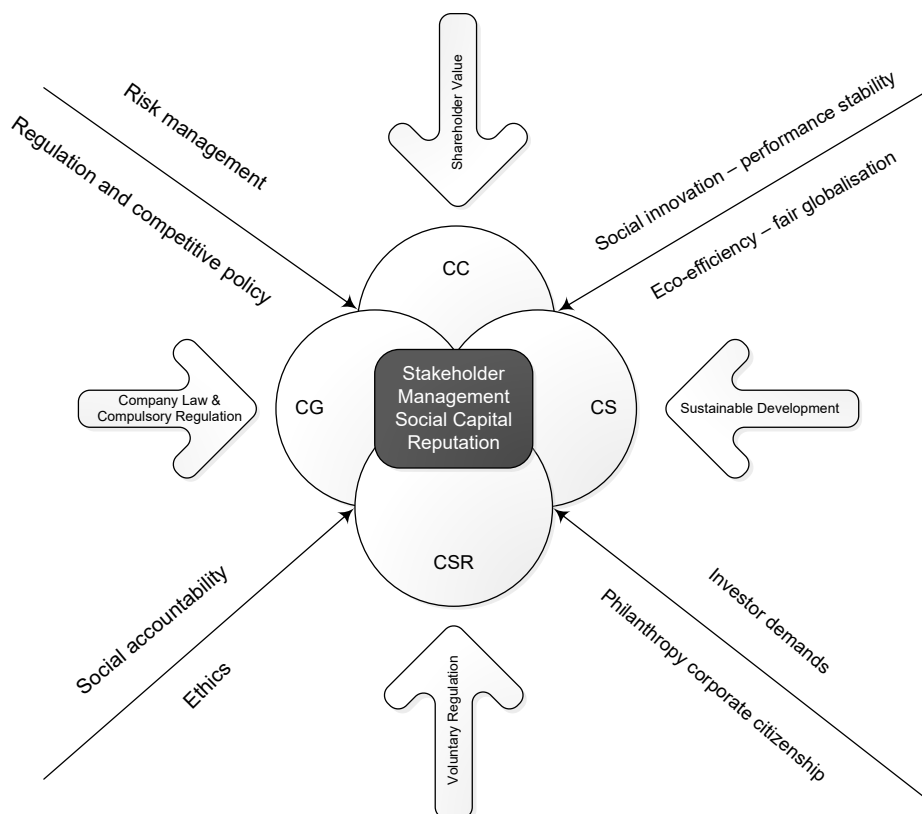 Shareholder Value
Risk management
Regulation and competitive policy
Social innovation – performance stability
Eco-efficiency – fair globalisation
CC
Company Law &
Compulsory Regulation
CG
Stakeholder
Management
Social Capital
Reputation
CS
Sustainable Development
CSR
Social accountability
Ethics
Investor demands
Philanthropy corporate citizenship
Voluntary Regulation